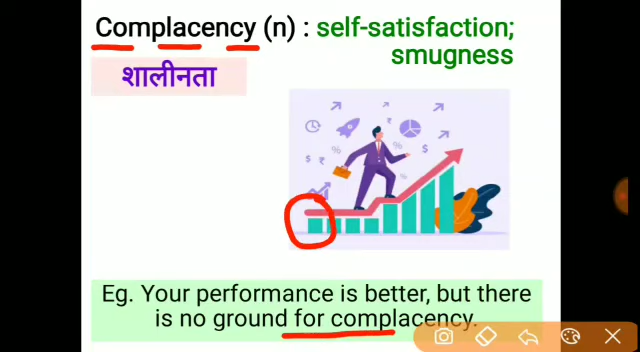 Complacency (n) : self-satisfaction;
smugness
शालीनता
Eg. Your performance is better, but there
is no ground for complacency.